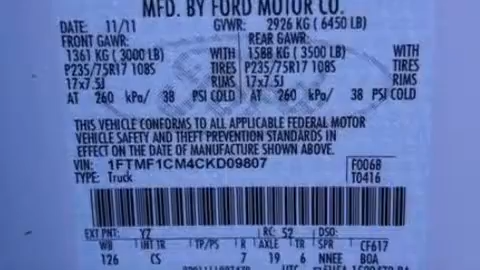 MFD. BY FORD MOTOR CO.
DATE: 11/11 GVWR: 2926 KG ( 6450 LB)
FRONT GAWR: REAR GAWR:
1361 KG ( 3000 LB) WITH 1588 KG ( 3500 LB) WITH
P235/75R17 108S TIRES P235/75R17 108S TIRES
17x7.5J RIMS 17x7.5J RIMS
AT 260 kPa/ 38 PSI COLD AT 260 kPa/ 38 PSI COLD
THIS VEHICLE CONFORMS TO ALL APPLICABLE FEDERAL MOTOR
VEHICLE SAFETY AND THEFT PREVENTION STANDARDS IN
EFFECT ON THE DATE OF MANUFACTURE SHOWN ABOVE.
VIN: 1FTMF1CM4CKD09807 F0068
TYPE: Truck T0416
EXT PNT: YZ RC: 52 DSO:
WB INT TR TP/PS R AXLE TR SPR CF617
126 CS 7 19 6 NNEE BOA
UTC